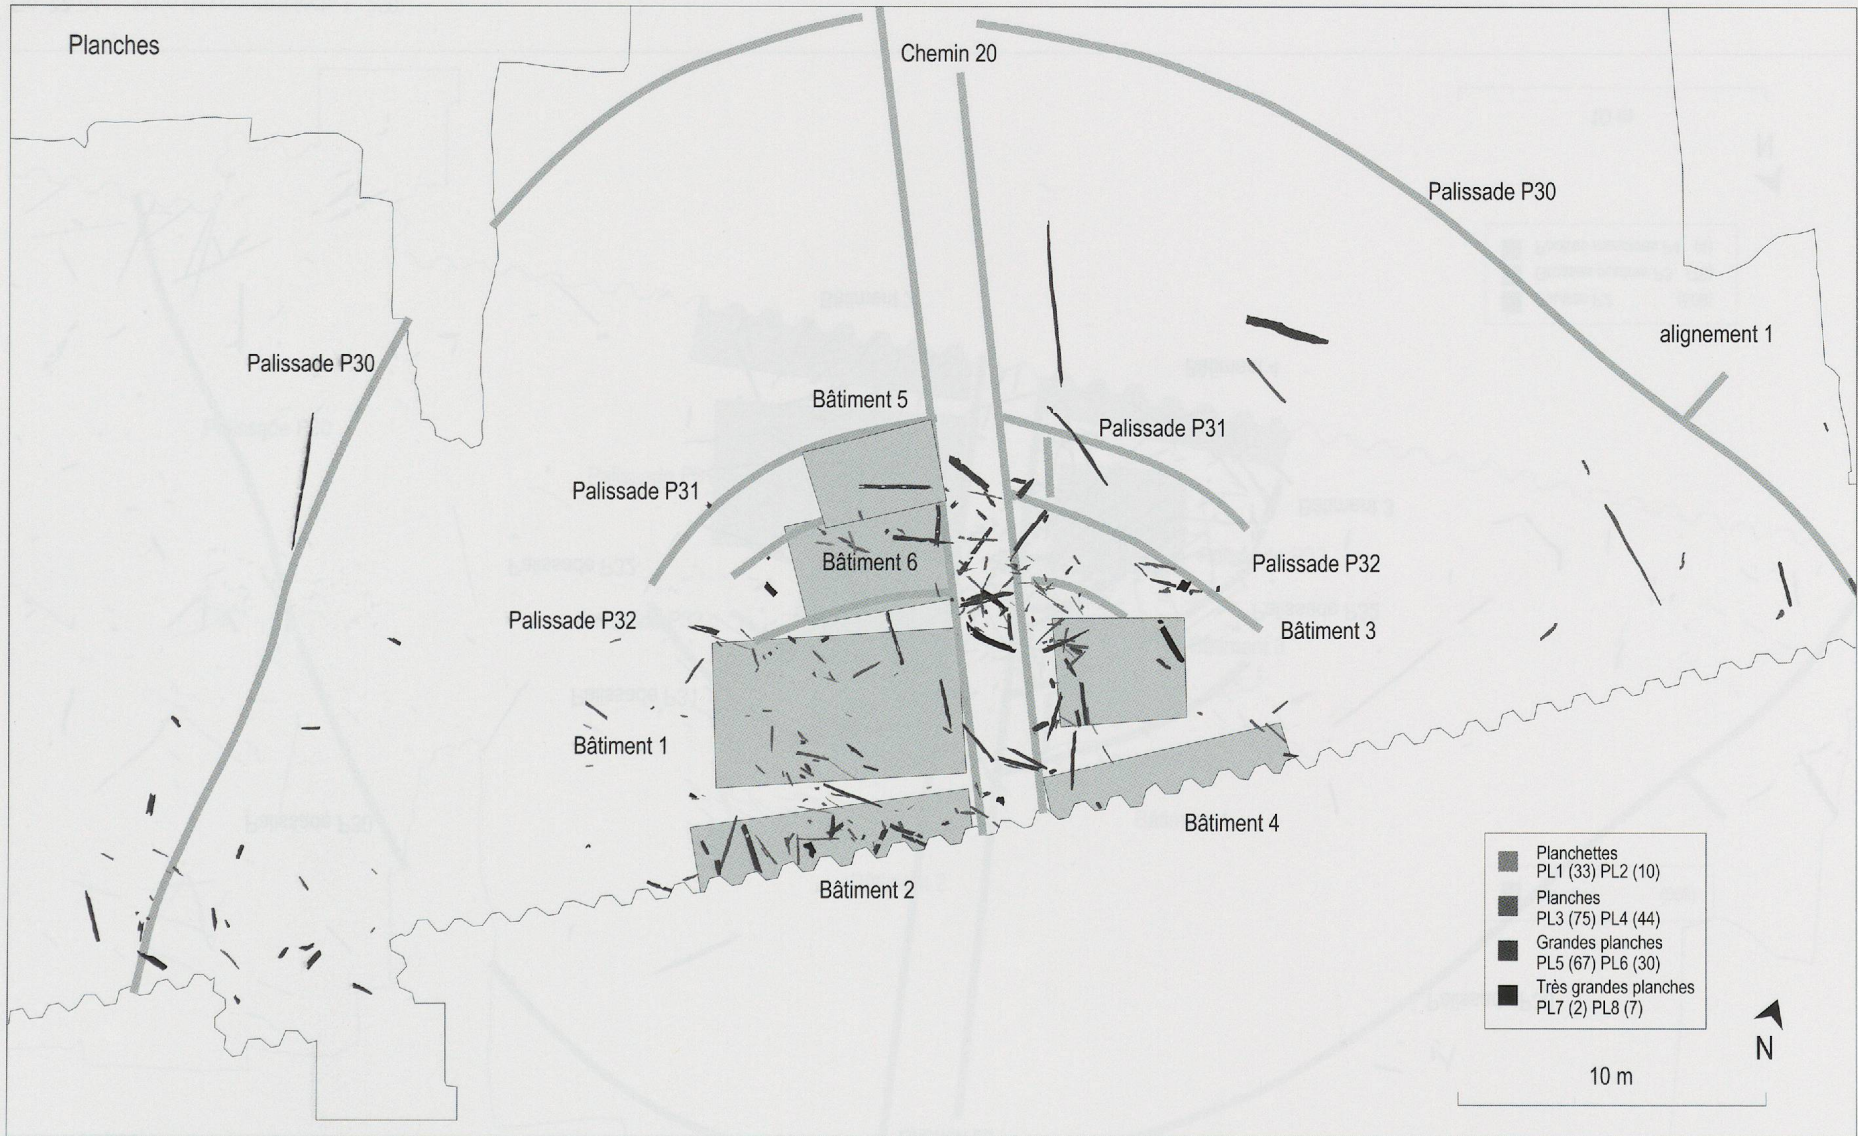 Planches
Chemin 20
Palissade P30
alignement 1
Palissade P30
Bâtiment 5
Palissade P31
Palissade P31
Bâtiment 6
Palissade P32
Palissade P32
Bâtiment 3
Bâtiment 1
Bâtiment 4
Bâtiment 2
Planchettes
PL1 (33) PL2 (10)
Planches
PL3 (75) PL4 (44)
Grandes planches
PL5 (67) PL6 (30)
Très grandes planches
PL7 (2) PL8 (7)
N
10 m